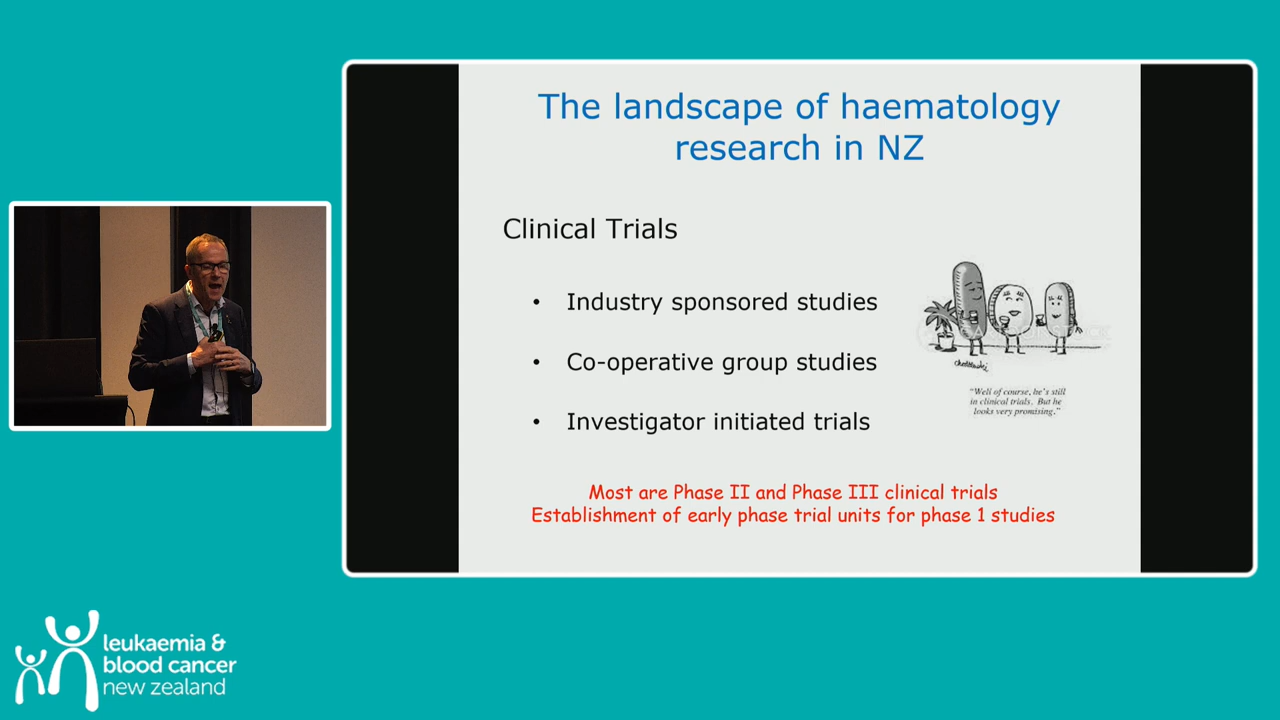 The landscape of haematology
research in NZ
Clinical Trials
• Industry sponsored studies
• Co-operative group studies
• Investigator initiated trials
"Well of course, he's still
in clinical trials. But he
looks very promising."
Most are Phase II and Phase III clinical trials
Establishment of early phase trial units for phase 1 studies
leukaemia &
blood cancer
new zealand